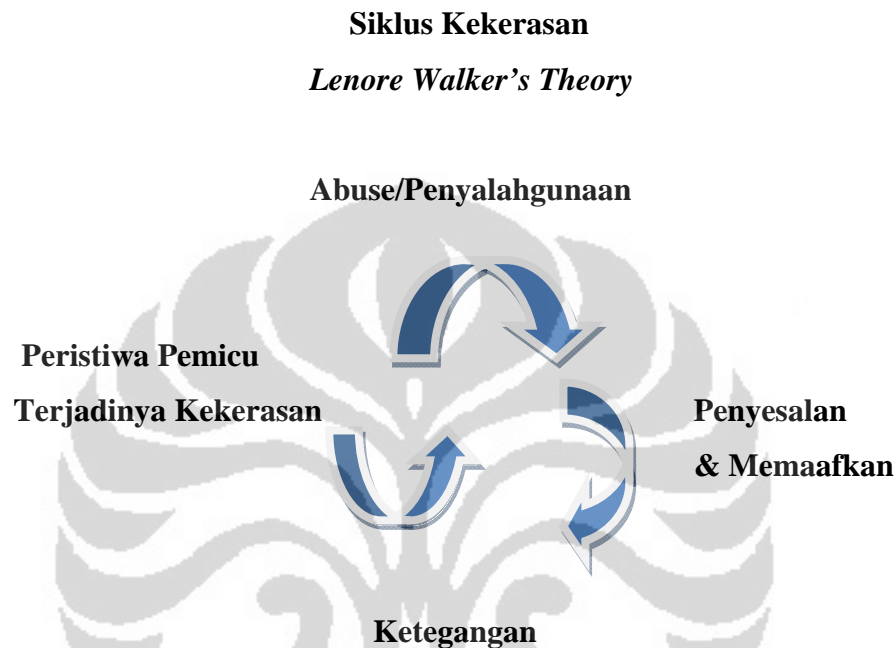 Siklus Kekerasan
Lenore Walker's Theory
Abuse/Penyalahgunaan
Peristiwa Pemicu
Terjadinya Kekerasan
Penyesalan
& Memaafkan
Ketegangan